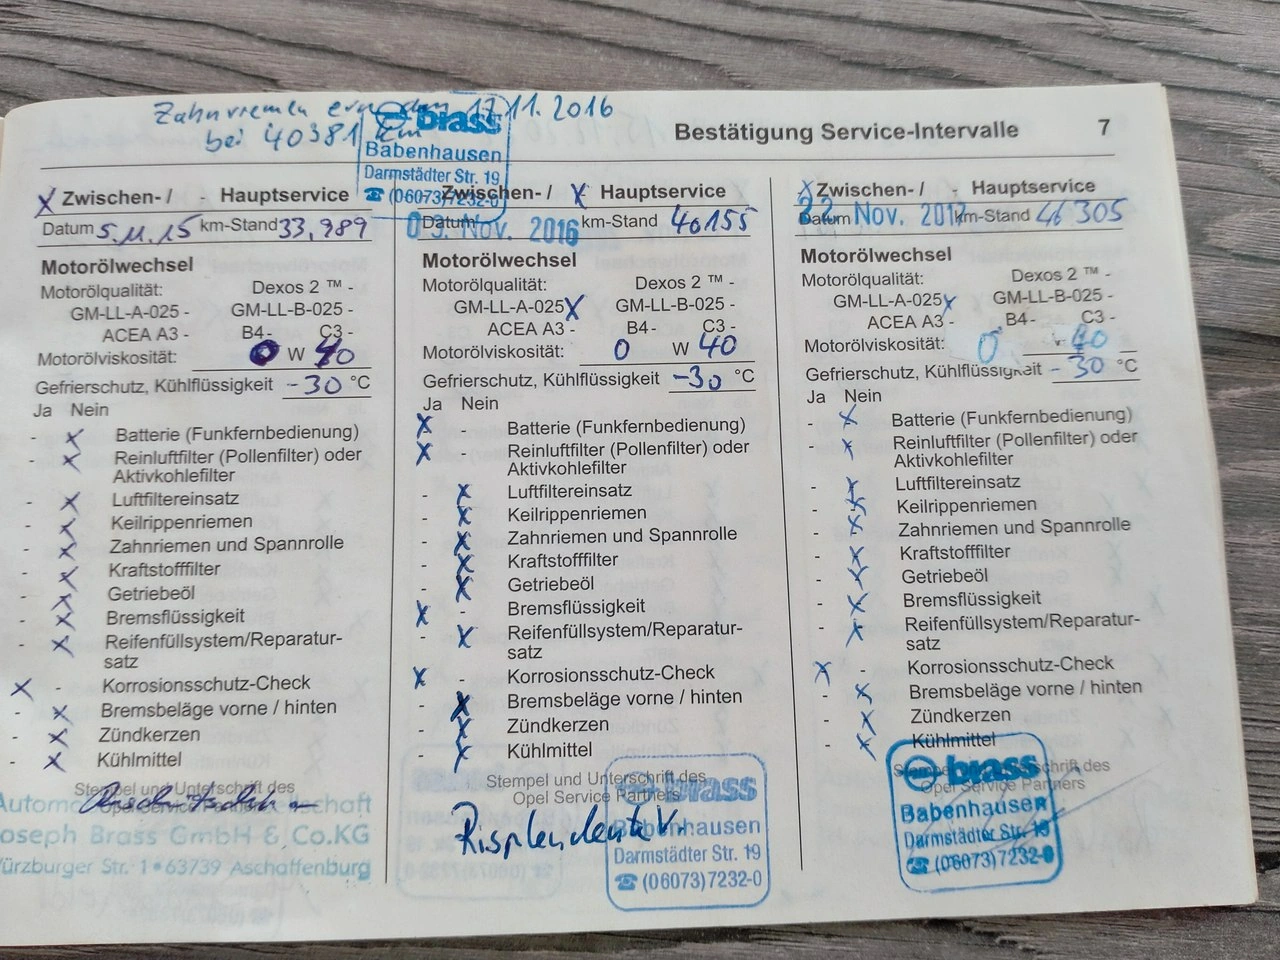 Zahnriemen 17.11.2016
bei 40381 km
brass
Babenhausen
Darmstädter Str. 19
☎ (06073)7232-0
Bestätigung Service-Intervalle 7
X Zwischen- / - Hauptservice
Datum 5.11.15 km-Stand 33,989
Motorölwechsel
Motorölqualität: Dexos 2 ™ -
GM-LL-A-025 - GM-LL-B-025 -
ACEA A3 - B4 - C3 -
Motorölviskosität: 0 W 40
Gefrierschutz, Kühlflüssigkeit -30 °C
Ja Nein
- X Batterie (Funkfernbedienung)
- X Reinluftfilter (Pollenfilter) oder
Aktivkohlefilter
- X Luftfiltereinsatz
- X Keilrippenriemen
- X Zahnriemen und Spannrolle
- X Kraftstofffilter
- X Getriebeöl
- X Bremsflüssigkeit
- X Reifenfüllsystem/Reparatur-
satz
X - Korrosionsschutz-Check
- X Bremsbeläge vorne / hinten
- X Zündkerzen
- X Kühlmittel
Stempel und Unterschrift des
Joseph Brass GmbH & Co.KG
Würzburger Str. 1 • 63739 Aschaffenburg
Zwischen- / X Hauptservice
Datum 03. Nov. 2016 km-Stand 40155
Motorölwechsel
Motorölqualität: Dexos 2 ™ -
GM-LL-A-025 X GM-LL-B-025 -
ACEA A3 - B4 - C3 -
Motorölviskosität: 0 W 40
Gefrierschutz, Kühlflüssigkeit -30 °C
Ja Nein
X - Batterie (Funkfernbedienung)
X - Reinluftfilter (Pollenfilter) oder
Aktivkohlefilter
- X Luftfiltereinsatz
- X Keilrippenriemen
- X Zahnriemen und Spannrolle
- X Kraftstofffilter
- X Getriebeöl
X - Bremsflüssigkeit
- X Reifenfüllsystem/Reparatur-
satz
X - Korrosionsschutz-Check
- X Bremsbeläge vorne / hinten
- X Zündkerzen
- X Kühlmittel
Stempel und Unterschrift des
Opel Service Partners
brass
Babenhausen
Darmstädter Str. 19
☎ (06073)7232-0
X Zwischen- / - Hauptservice
Datum Nov. 2017 km-Stand 46305
Motorölwechsel
Motorölqualität: Dexos 2 ™ -
GM-LL-A-025 X GM-LL-B-025 -
ACEA A3 - B4 - C3 -
Motorölviskosität: 0 W 40
Gefrierschutz, Kühlflüssigkeit -30 °C
Ja Nein
- X Batterie (Funkfernbedienung)
- X Reinluftfilter (Pollenfilter) oder
Aktivkohlefilter
- X Luftfiltereinsatz
- X Keilrippenriemen
- X Zahnriemen und Spannrolle
- X Kraftstofffilter
- X Getriebeöl
- X Bremsflüssigkeit
- X Reifenfüllsystem/Reparatur-
satz
X - Korrosionsschutz-Check
- X Bremsbeläge vorne / hinten
- X Zündkerzen
- X Kühlmittel
Stempel und Unterschrift des
Opel Service Partners
brass
Babenhausen
Darmstädter Str. 19
☎ (06073)7232-0